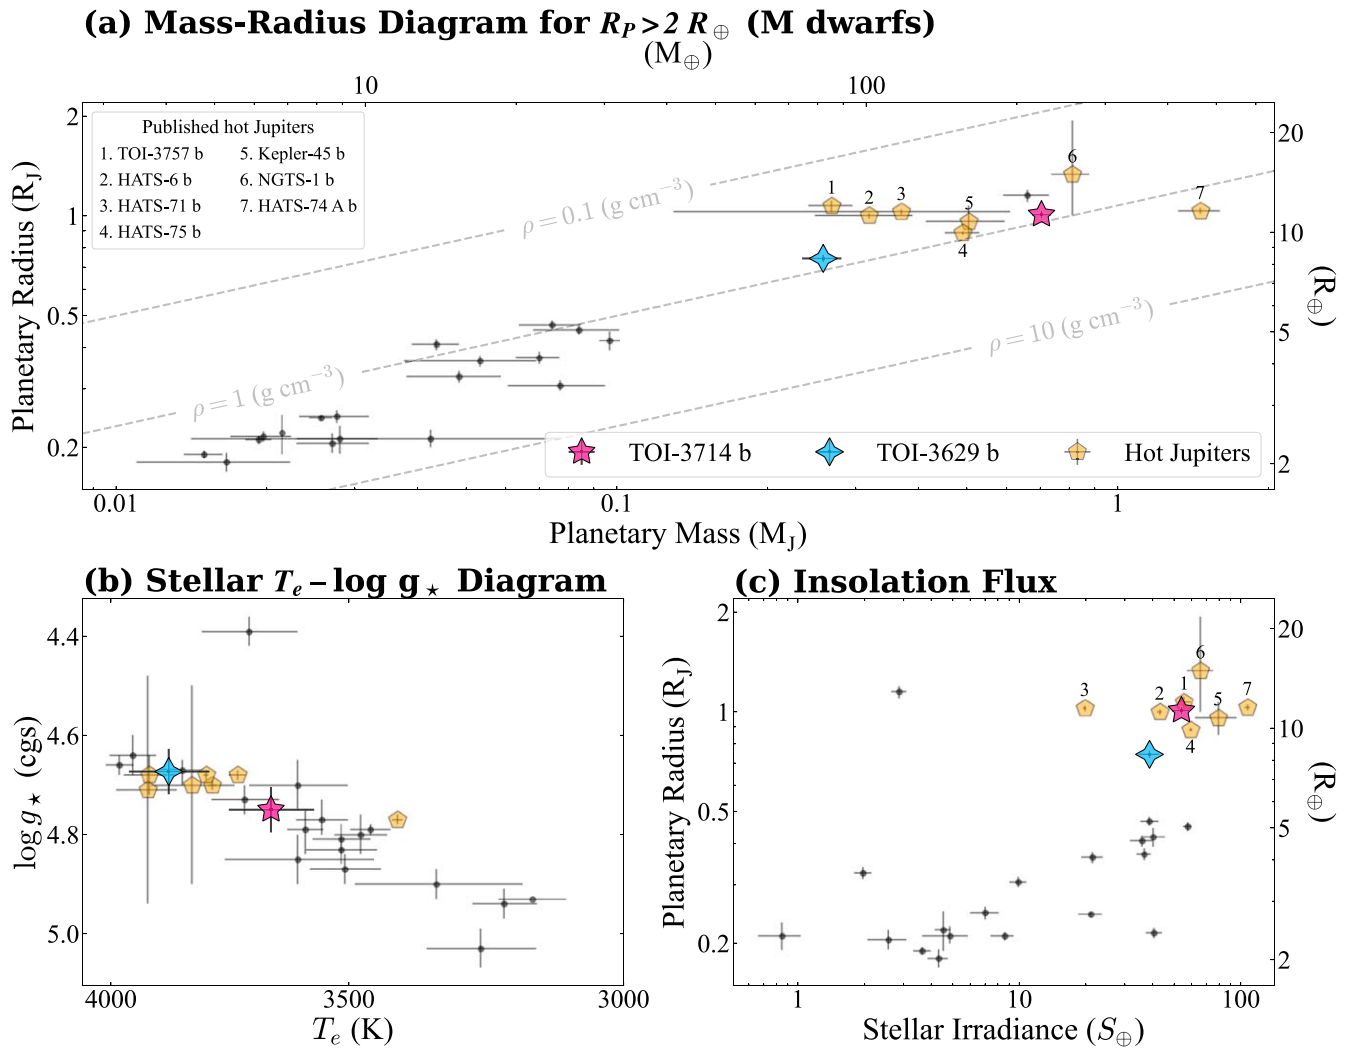 (a) Mass-Radius Diagram for R_P > 2 R_⊕ (M dwarfs)
(M_⊕)
10 100
2
1
0.5
0.2
Planetary Radius (R_J)
Published hot Jupiters
1. TOI-3757 b 5. Kepler-45 b
2. HATS-6 b 6. NGTS-1 b
3. HATS-71 b 7. HATS-74 A b
4. HATS-75 b
ρ = 0.1 (g cm⁻³)
ρ = 1 (g cm⁻³)
ρ = 10 (g cm⁻³)
1 2 3 4 5 6 7
20
10
5
2
(R_⊕)
TOI-3714 b TOI-3629 b Hot Jupiters
0.01 0.1 1
Planetary Mass (M_J)
(b) Stellar T_e – log g_⋆ Diagram
4.4
4.6
4.8
5.0
log g_⋆ (cgs)
4000 3500 3000
T_e (K)
(c) Insolation Flux
2
1
0.5
0.2
Planetary Radius (R_J)
3 2 1 6 4 5 7
20
10
5
2
(R_⊕)
1 10 100
Stellar Irradiance (S_⊕)